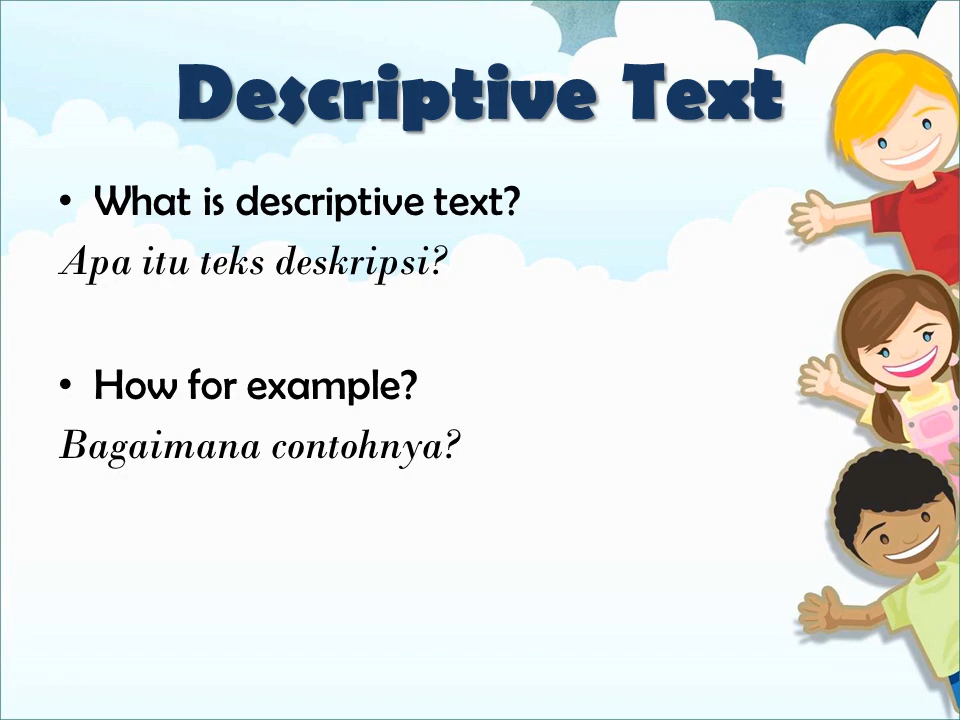 Descriptive Text
• What is descriptive text?
Apa itu teks deskripsi?
• How for example?
Bagaimana contohnya?